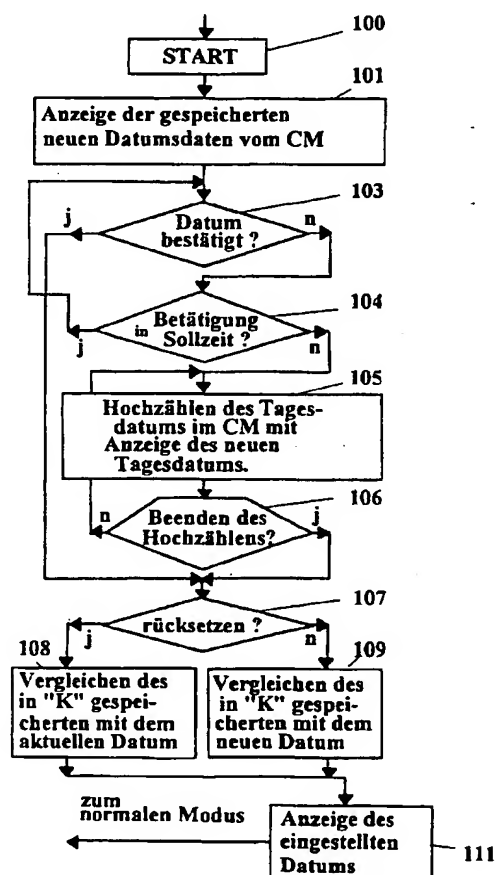 100
START
101
Anzeige der gespeicherten
neuen Datumsdaten vom CM
103
j
Datum
bestätigt ?
n
104
in Betätigung
Sollzeit ?
j
n
105
Hochzählen des Tages-
datums im CM mit
Anzeige des neuen
Tagesdatums.
106
n
Beenden des
Hochzählens?
j
107
j
rücksetzen ?
n
108
109
Vergleichen des
in "K" gespei-
cherten mit dem
aktuellen Datum
Vergleichen des
in "K" gespei-
cherten mit dem
neuen Datum
zum
normalen Modus
Anzeige des
eingestellten
Datums
111